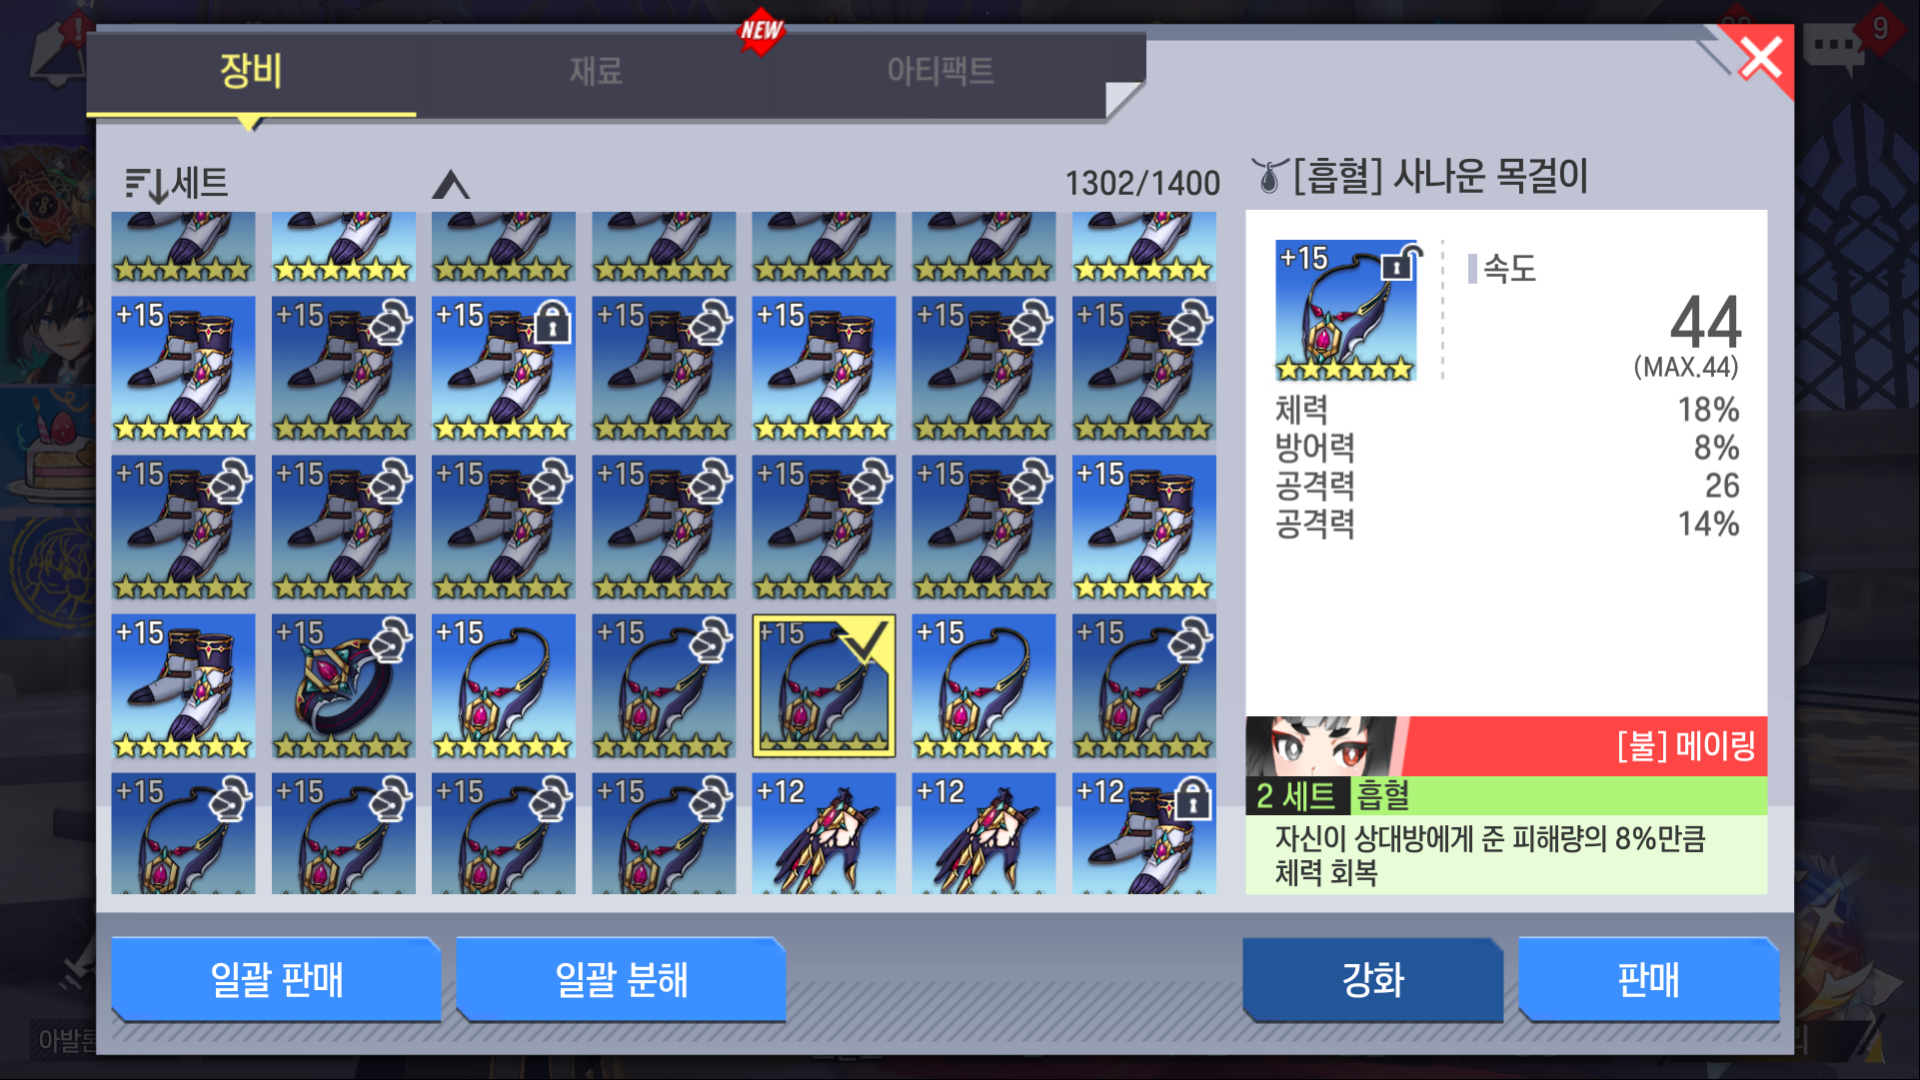 장비
재료
NEW
아티팩트
9
세트
1302/1400
[흡혈] 사나운 목걸이
+15
속도
44
(MAX.44)
체력 18%
방어력 8%
공격력 26
공격력 14%
+15 +15 +15 +15 +15 +15 +15
+15 +15 +15 +15 +15 +15 +15
+15 +15 +15 +15 +15 +15 +15
+15 +15 +15 +15 +12 +12 +12
[불] 메이링
2 세트 흡혈
자신이 상대방에게 준 피해량의 8%만큼
체력 회복
일괄 판매
일괄 분해
강화
판매